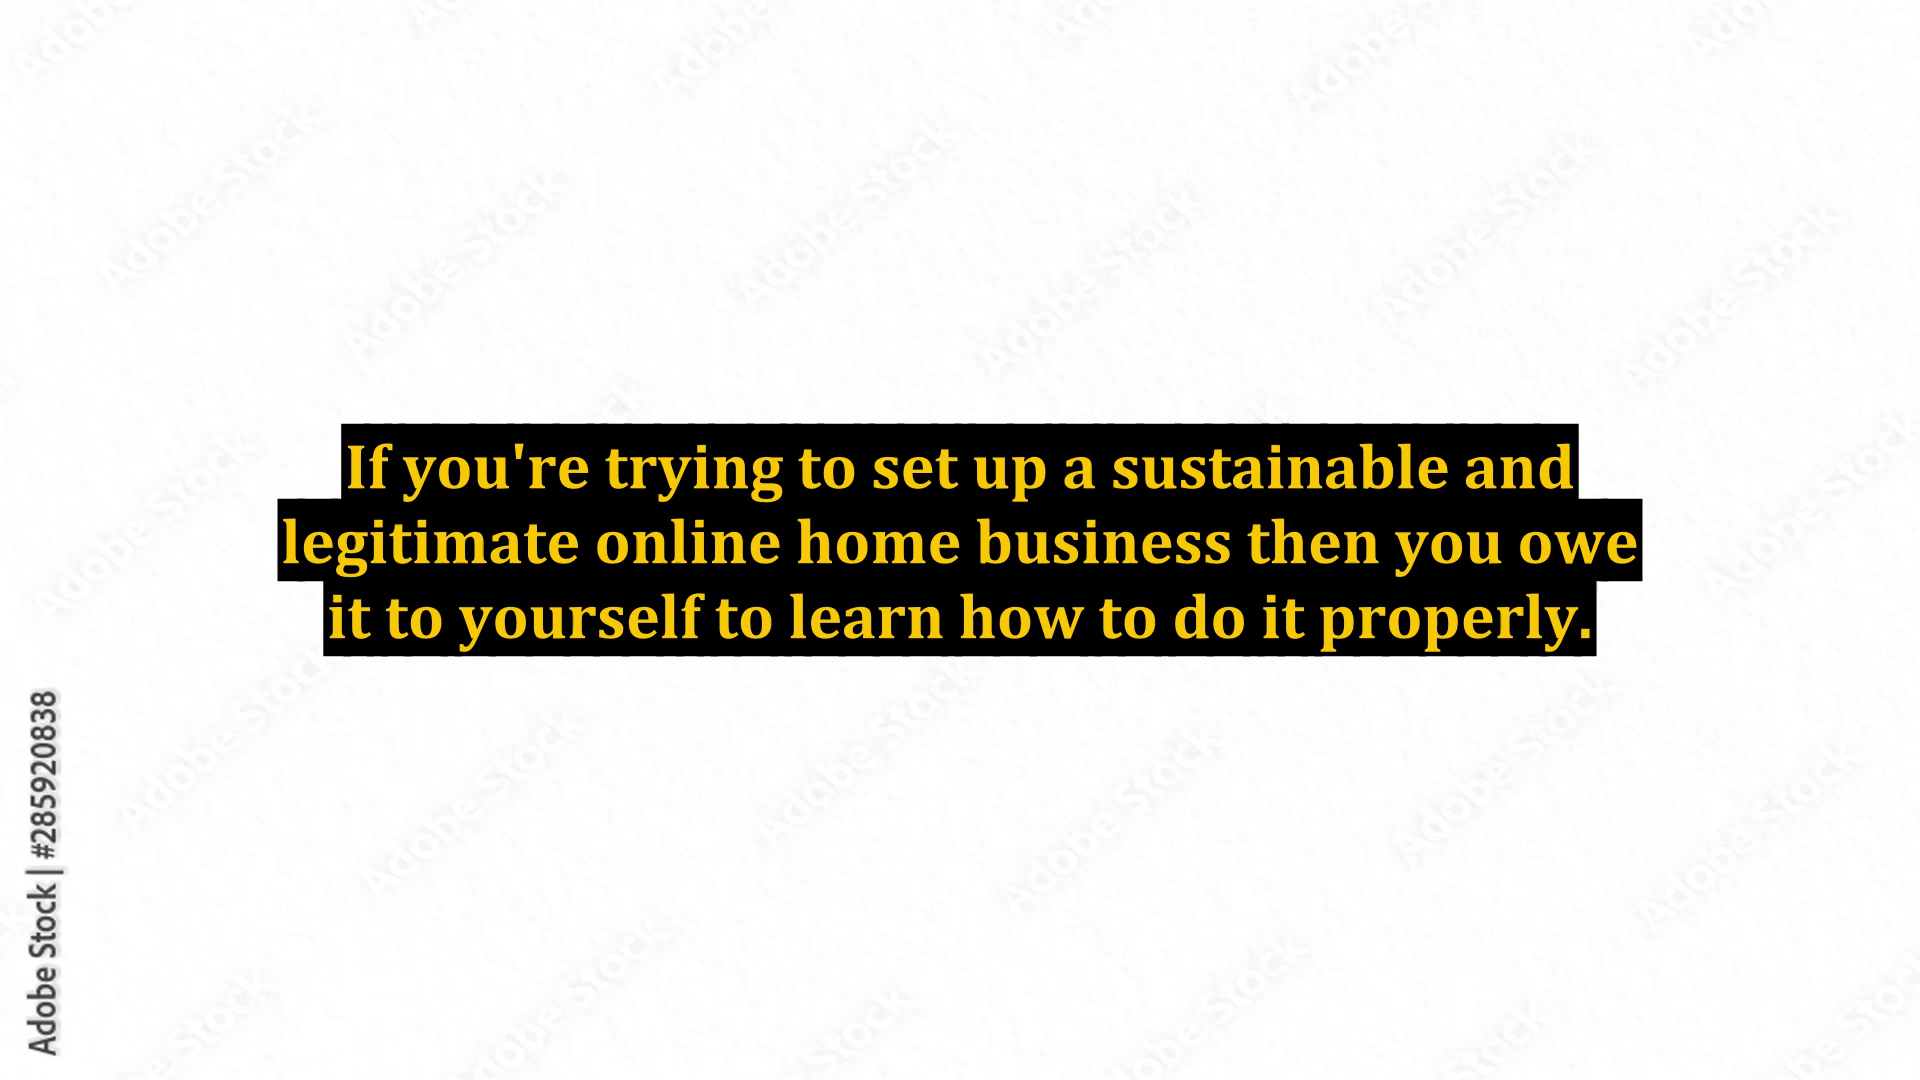 If you're trying to set up a sustainable and
legitimate online home business then you owe
it to yourself to learn how to do it properly.
Adobe Stock | #285920838